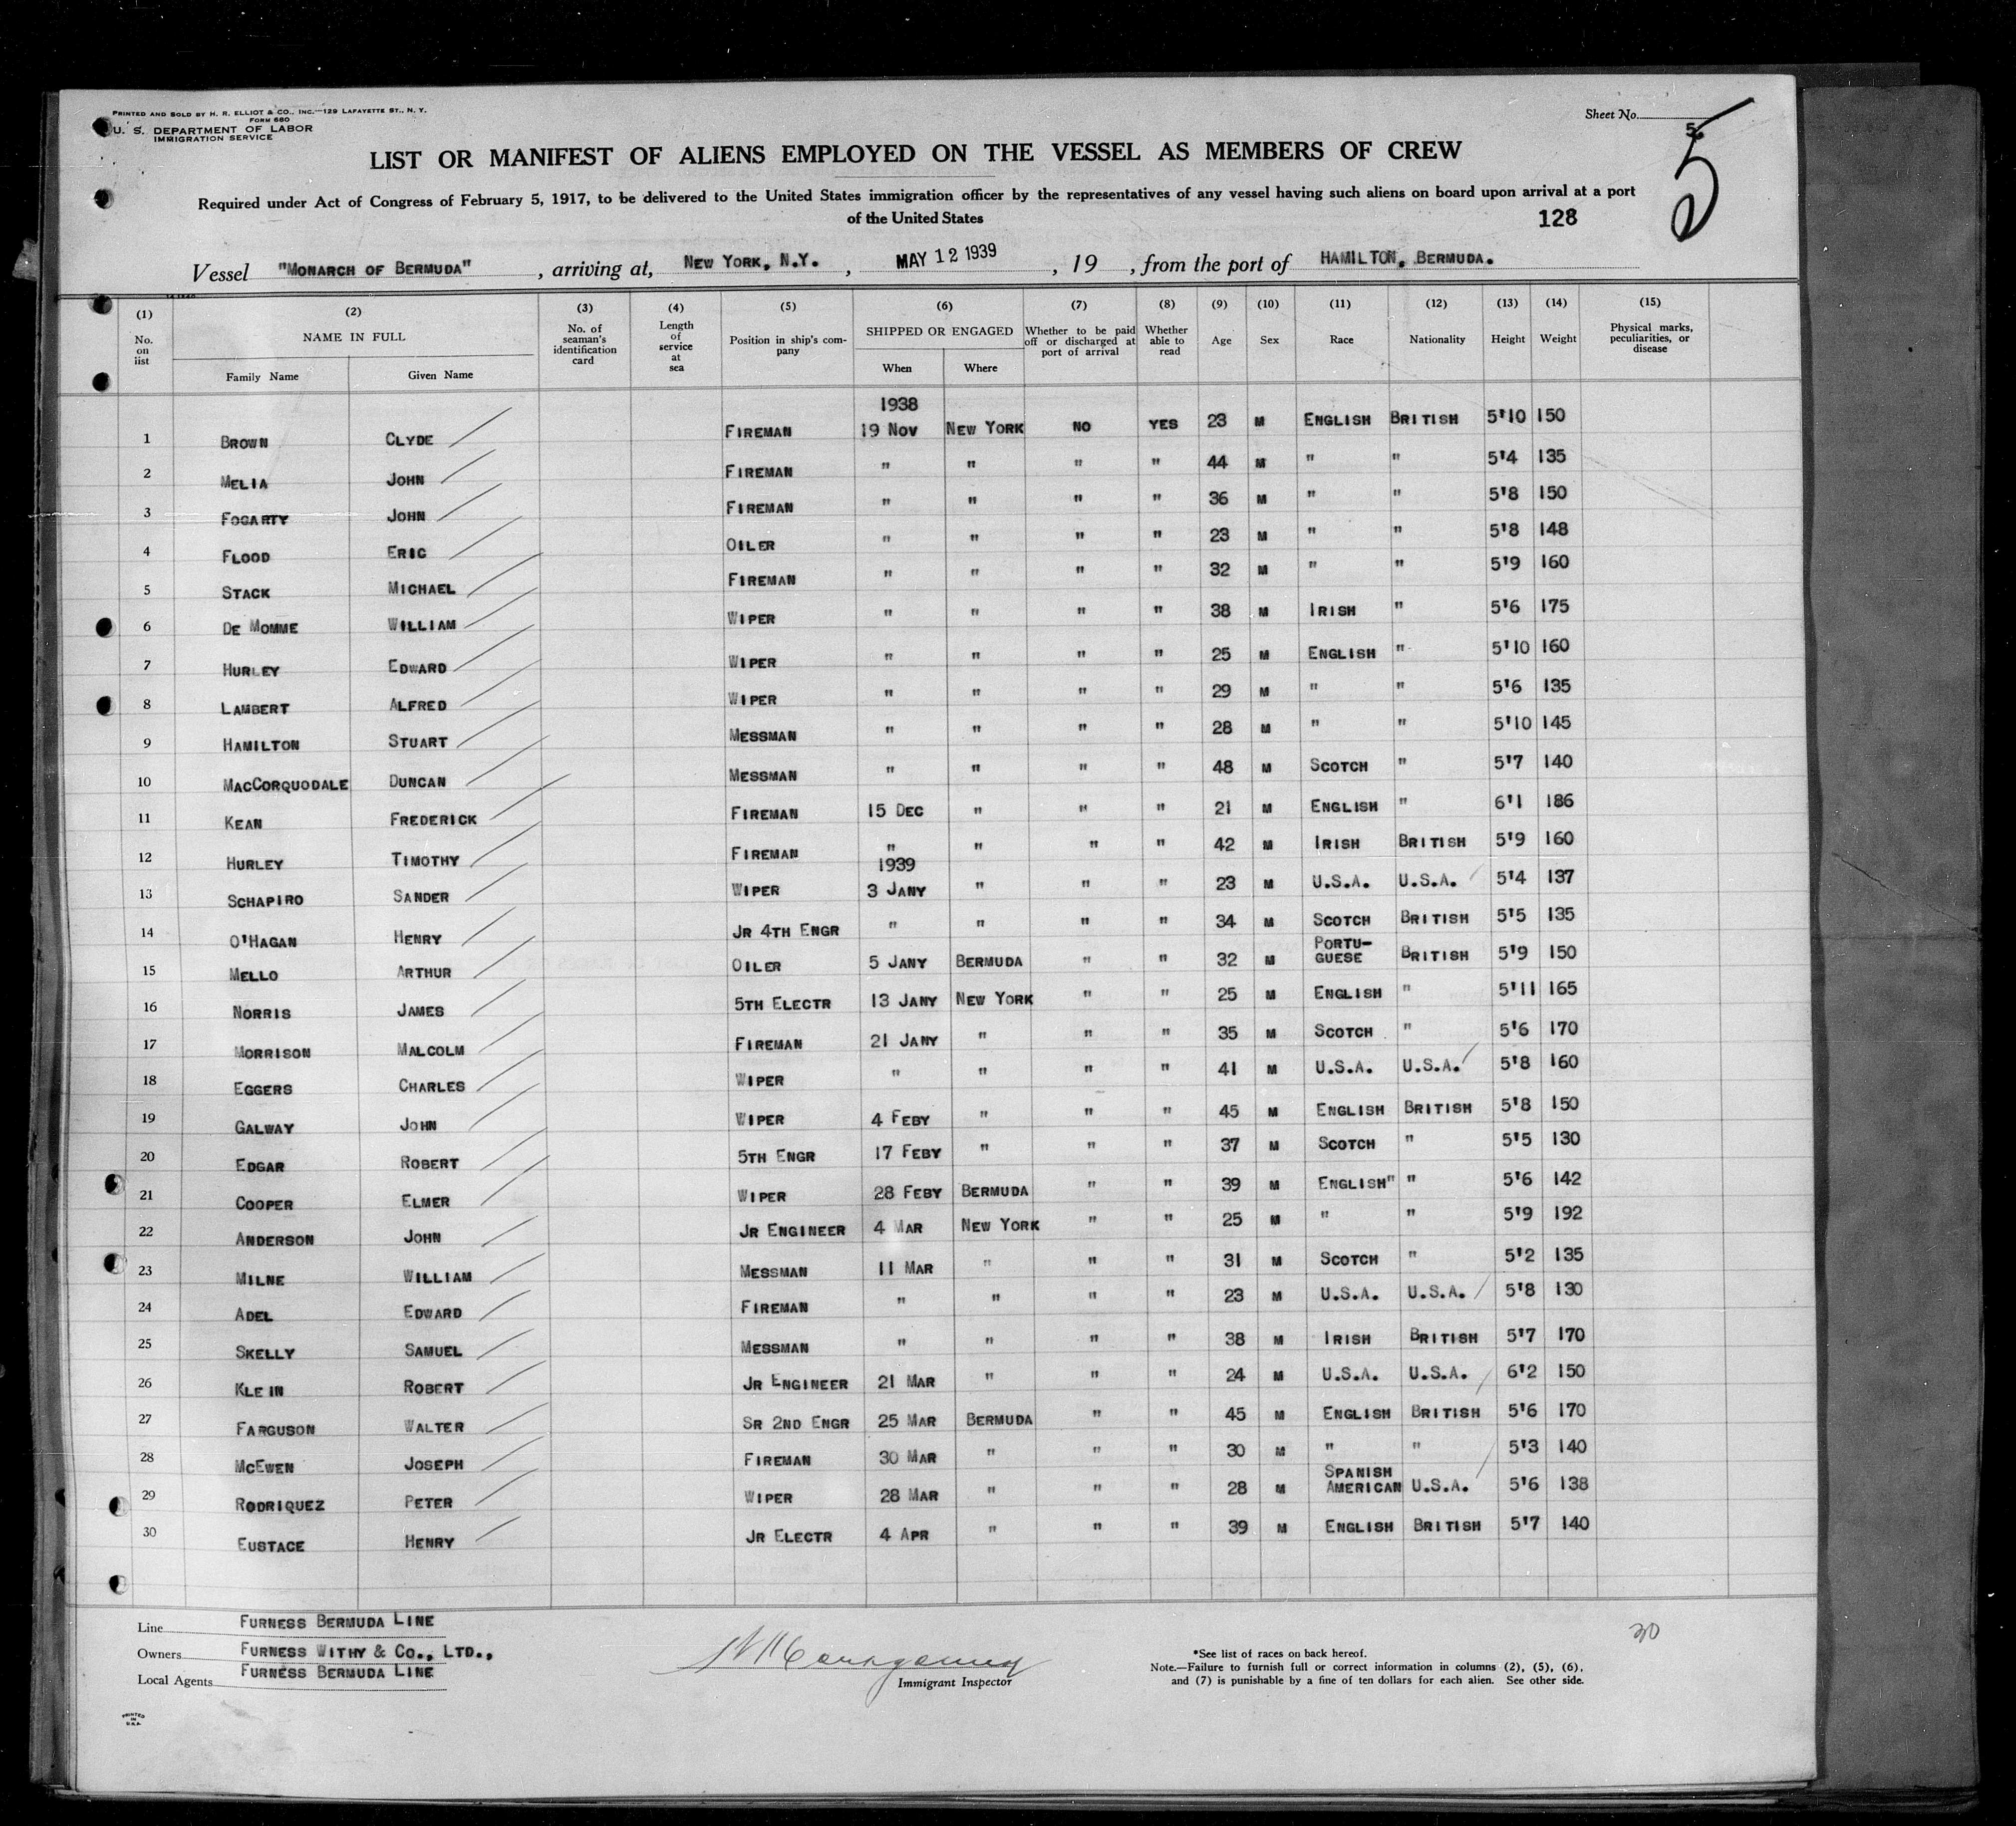 PRINTED AND SOLD BY H. R. ELLIOT & CO., INC.—129 LAFAYETTE ST., N. Y.
FORM 680
U. S. DEPARTMENT OF LABOR
IMMIGRATION SERVICE
Sheet No.
5
5
LIST OR MANIFEST OF ALIENS EMPLOYED ON THE VESSEL AS MEMBERS OF CREW
Required under Act of Congress of February 5, 1917, to be delivered to the United States immigration officer by the representatives of any vessel having such aliens on board upon arrival at a port
of the United States
128
Vessel "MONARCH OF BERMUDA" , arriving at, NEW YORK, N.Y. , MAY 12 1939 , 19 , from the port of HAMILTON, BERMUDA.
(1) (2) (3) (4) (5) (6) (7) (8) (9) (10) (11) (12) (13) (14) (15)
No. on list NAME IN FULL Family Name Given Name No. of seaman's identification card Length of service at sea Position in ship's company SHIPPED OR ENGAGED When Where Whether to be paid off or discharged at port of arrival Whether able to read Age Sex Race Nationality Height Weight Physical marks, peculiarities, or disease
1938
1 BROWN CLYDE FIREMAN 19 NOV NEW YORK NO YES 23 M ENGLISH BRITISH 5'10 150
2 MELIA JOHN FIREMAN " " " " 44 M " " 5'4 135
3 FOGARTY JOHN FIREMAN " " " " 36 M " " 5'8 150
4 FLOOD ERIC OILER " " " " 23 M " " 5'8 148
5 STACK MICHAEL FIREMAN " " " " 32 M " " 5'9 160
6 DE MOMME WILLIAM WIPER " " " " 38 M IRISH " 5'6 175
7 HURLEY EDWARD WIPER " " " " 25 M ENGLISH " 5'10 160
8 LAMBERT ALFRED WIPER " " " " 29 M " " 5'6 135
9 HAMILTON STUART MESSMAN " " " " 28 M " " 5'10 145
10 MACCORQUODALE DUNCAN MESSMAN " " " " 48 M SCOTCH " 5'7 140
11 KEAN FREDERICK FIREMAN 15 DEC " " " 21 M ENGLISH " 6'1 186
12 HURLEY TIMOTHY FIREMAN " " " " 42 M IRISH BRITISH 5'9 160
1939
13 SCHAPIRO SANDER WIPER 3 JANY " " " 23 M U.S.A. U.S.A. 5'4 137
14 O'HAGAN HENRY JR 4TH ENGR " " " " 34 M SCOTCH BRITISH 5'5 135
15 MELLO ARTHUR OILER 5 JANY BERMUDA " " 32 M PORTU-GUESE BRITISH 5'9 150
16 NORRIS JAMES 5TH ELECTR 13 JANY NEW YORK " " 25 M ENGLISH " 5'11 165
17 MORRISON MALCOLM FIREMAN 21 JANY " " " 35 M SCOTCH " 5'6 170
18 EGGERS CHARLES WIPER " " " " 41 M U.S.A. U.S.A. 5'8 160
19 GALWAY JOHN WIPER 4 FEBY " " " 45 M ENGLISH BRITISH 5'8 150
20 EDGAR ROBERT 5TH ENGR 17 FEBY " " " 37 M SCOTCH " 5'5 130
21 COOPER ELMER WIPER 28 FEBY BERMUDA " " 39 M ENGLISH" " 5'6 142
22 ANDERSON JOHN JR ENGINEER 4 MAR NEW YORK " " 25 M " " 5'9 192
23 MILNE WILLIAM MESSMAN 11 MAR " " " 31 M SCOTCH " 5'2 135
24 ADEL EDWARD FIREMAN " " " " 23 M U.S.A. U.S.A. 5'8 130
25 SKELLY SAMUEL MESSMAN " " " " 38 M IRISH BRITISH 5'7 170
26 KLEIN ROBERT JR ENGINEER 21 MAR " " " 24 M U.S.A. U.S.A. 6'2 150
27 FARGUSON WALTER SR 2ND ENGR 25 MAR BERMUDA " " 45 M ENGLISH BRITISH 5'6 170
28 MCEWEN JOSEPH FIREMAN 30 MAR " " " 30 M " " 5'3 140
29 RODRIQUEZ PETER WIPER 28 MAR " " " 28 M SPANISH AMERICAN U.S.A. 5'6 138
30 EUSTACE HENRY JR ELECTR 4 APR " " " 39 M ENGLISH BRITISH 5'7 140
Line FURNESS BERMUDA LINE
Owners FURNESS WITHY & CO., LTD.,
Local Agents FURNESS BERMUDA LINE
Immigrant Inspector
30
*See list of races on back hereof.
Note.—Failure to furnish full or correct information in columns (2), (5), (6),
and (7) is punishable by a fine of ten dollars for each alien. See other side.
PRINTED
IN
U.S.A.